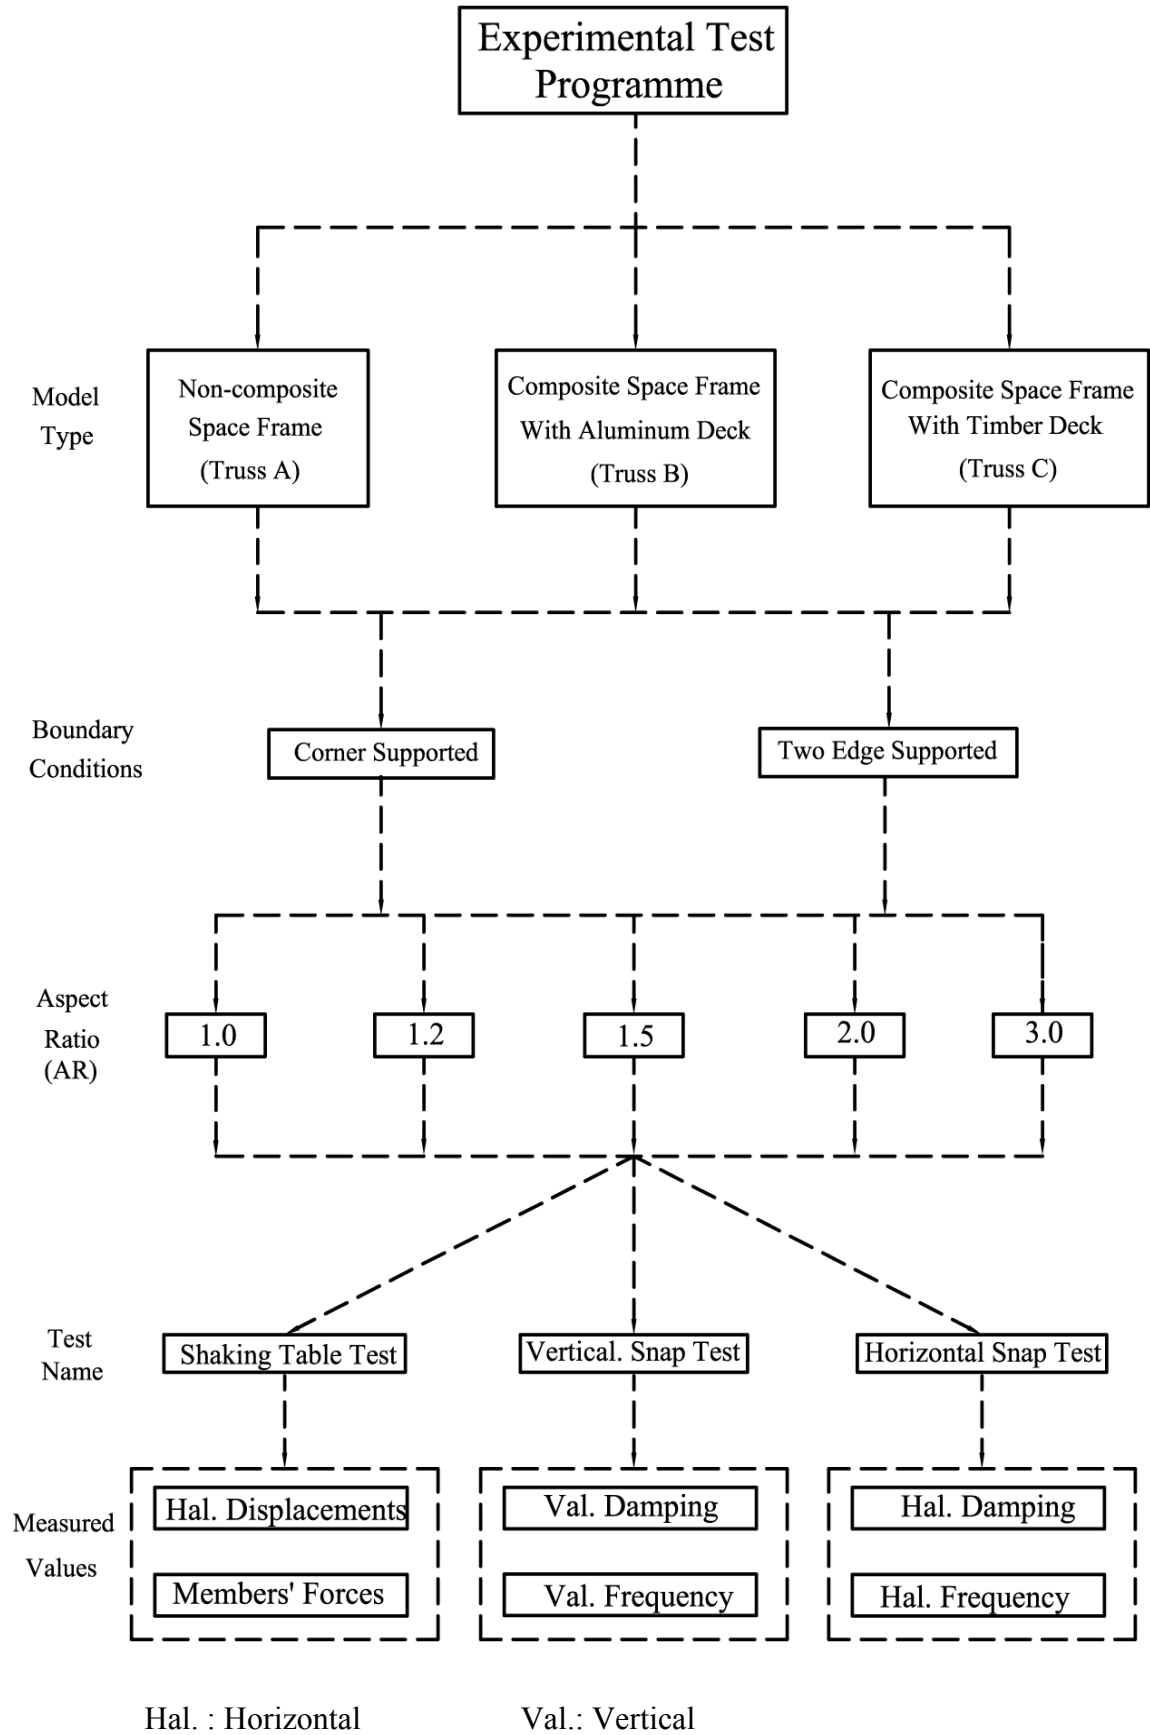 Experimental Test
Programme
Model
Type
Non-composite
Space Frame
(Truss A)
Composite Space Frame
With Aluminum Deck
(Truss B)
Composite Space Frame
With Timber Deck
(Truss C)
Boundary
Conditions
Corner Supported
Two Edge Supported
Aspect
Ratio
(AR)
1.0
1.2
1.5
2.0
3.0
Test
Name
Shaking Table Test
Vertical. Snap Test
Horizontal Snap Test
Measured
Values
Hal. Displacements
Members' Forces
Val. Damping
Val. Frequency
Hal. Damping
Hal. Frequency
Hal. : Horizontal
Val.: Vertical